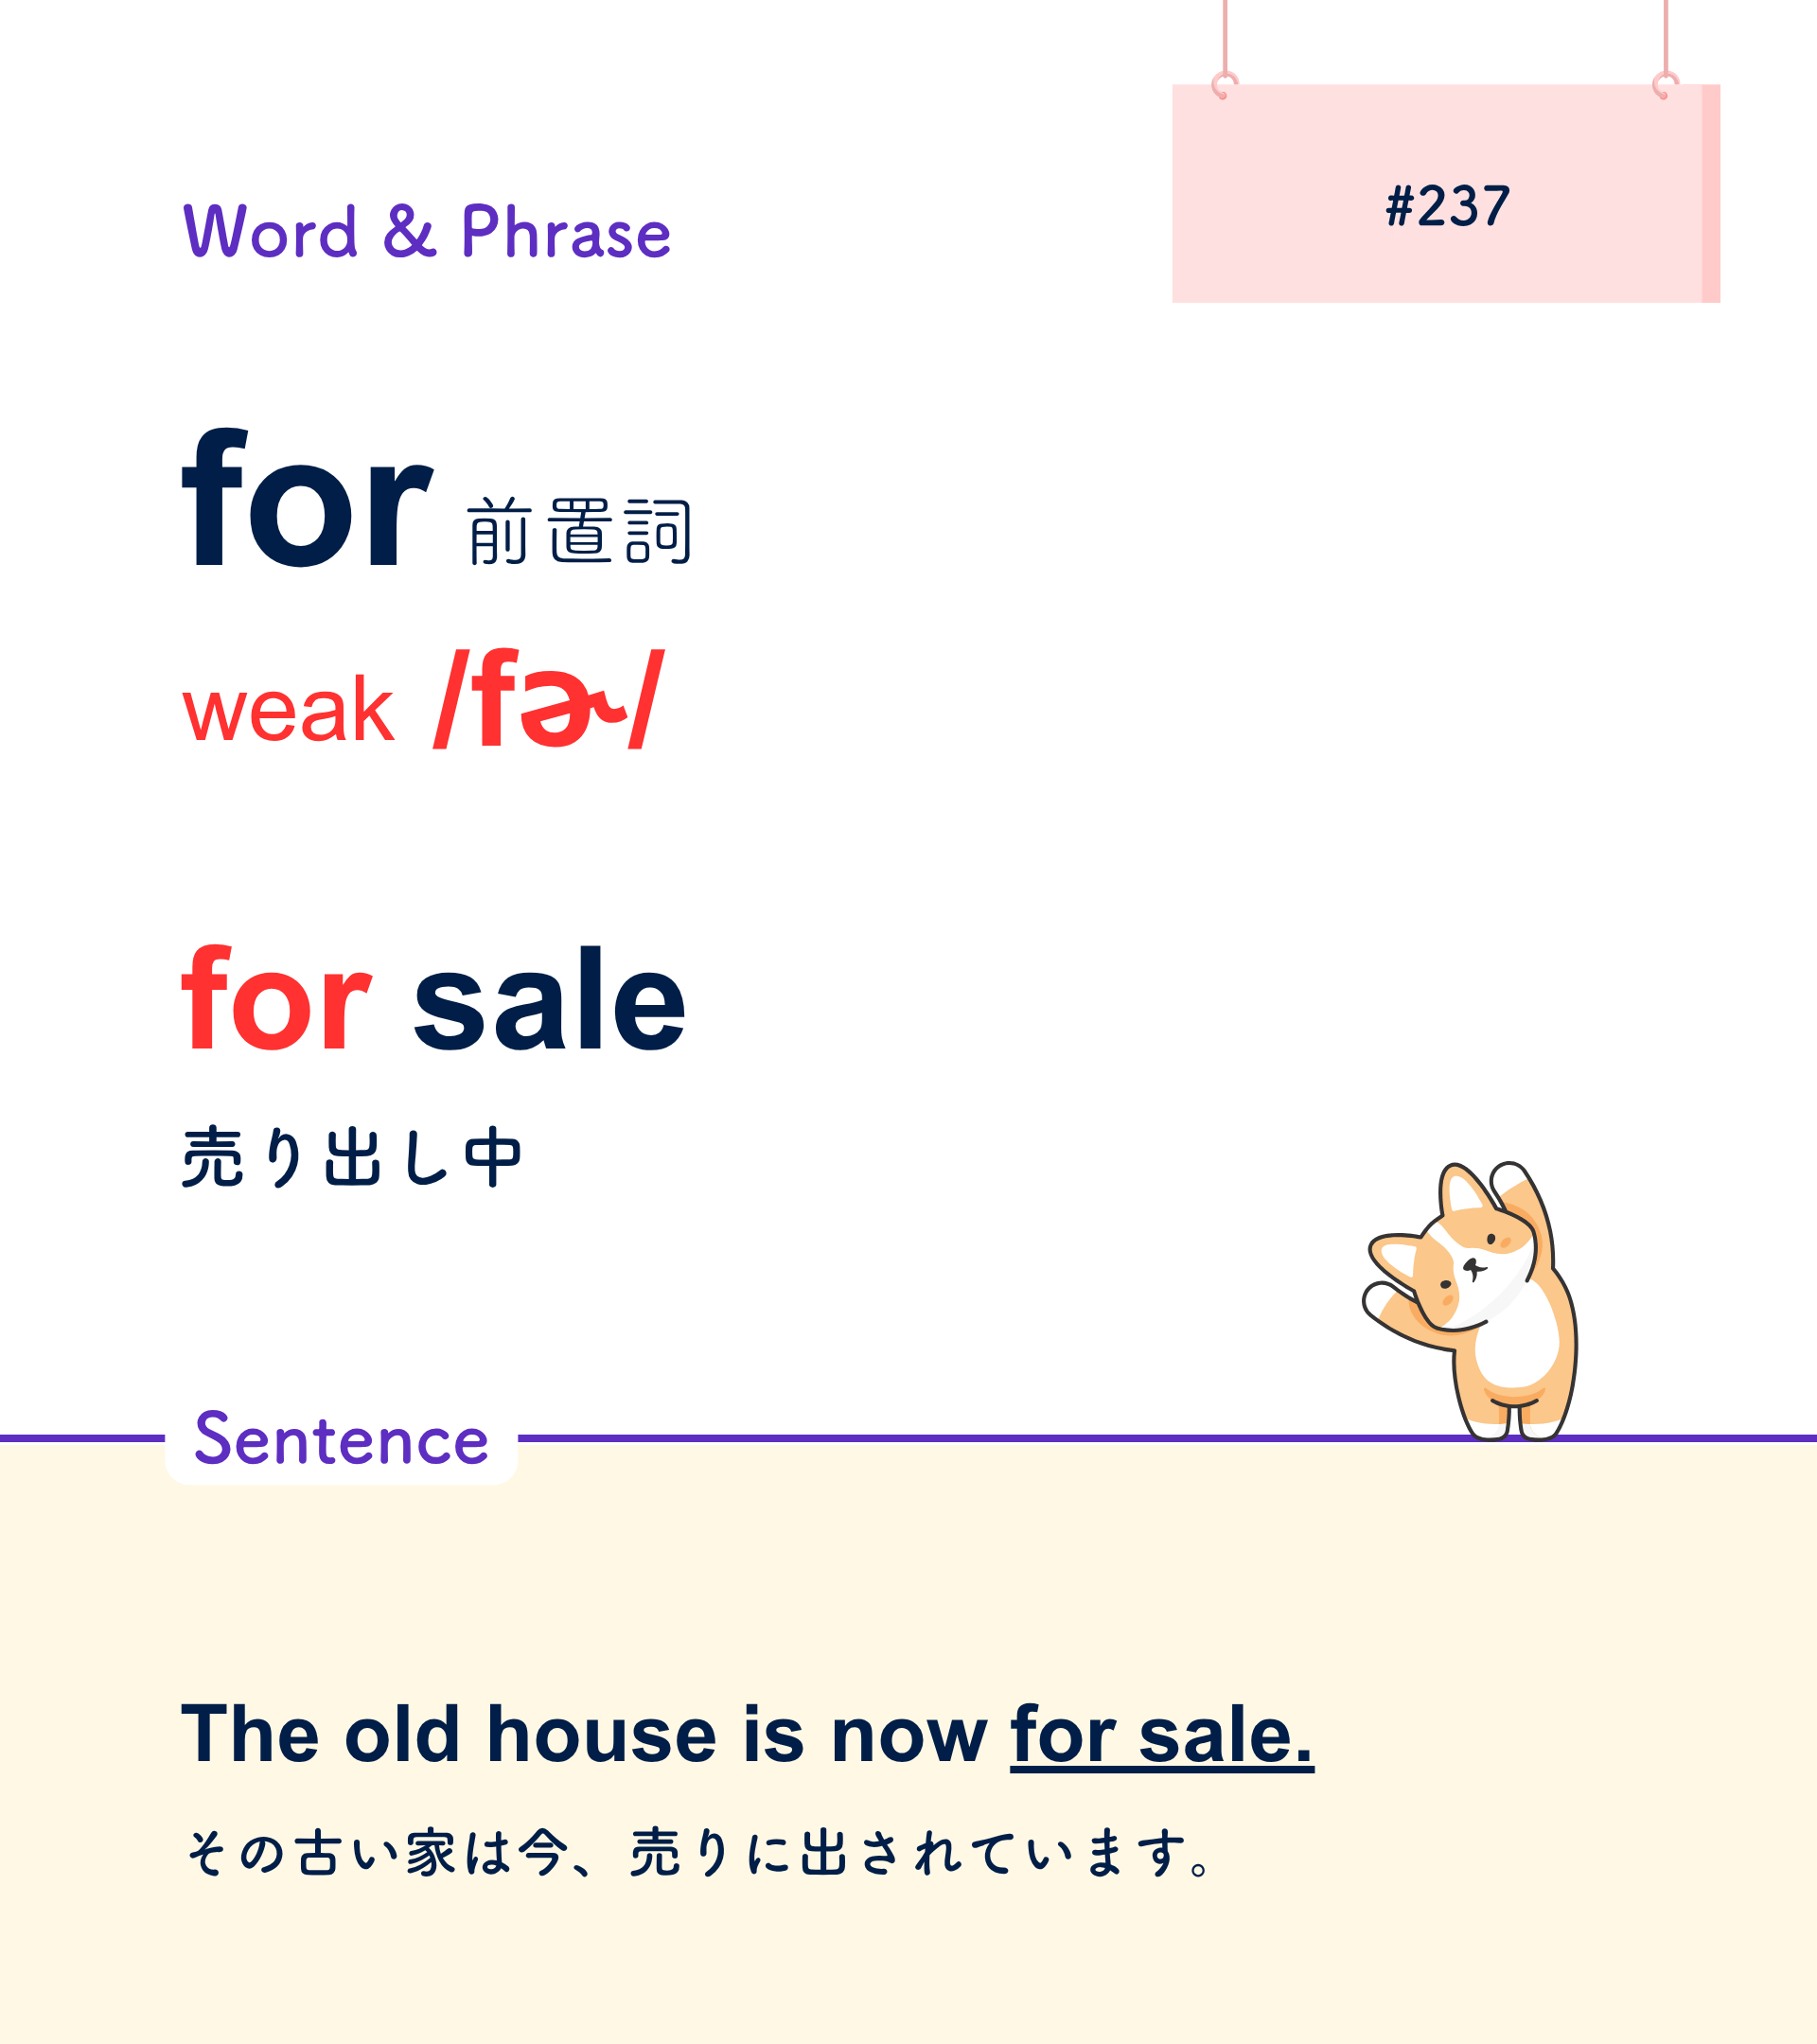 #237
Word & Phrase
for 前置詞
weak /fɚ/
for sale
売り出し中
Sentence
The old house is now for sale.
その古い家は今、売りに出されています。